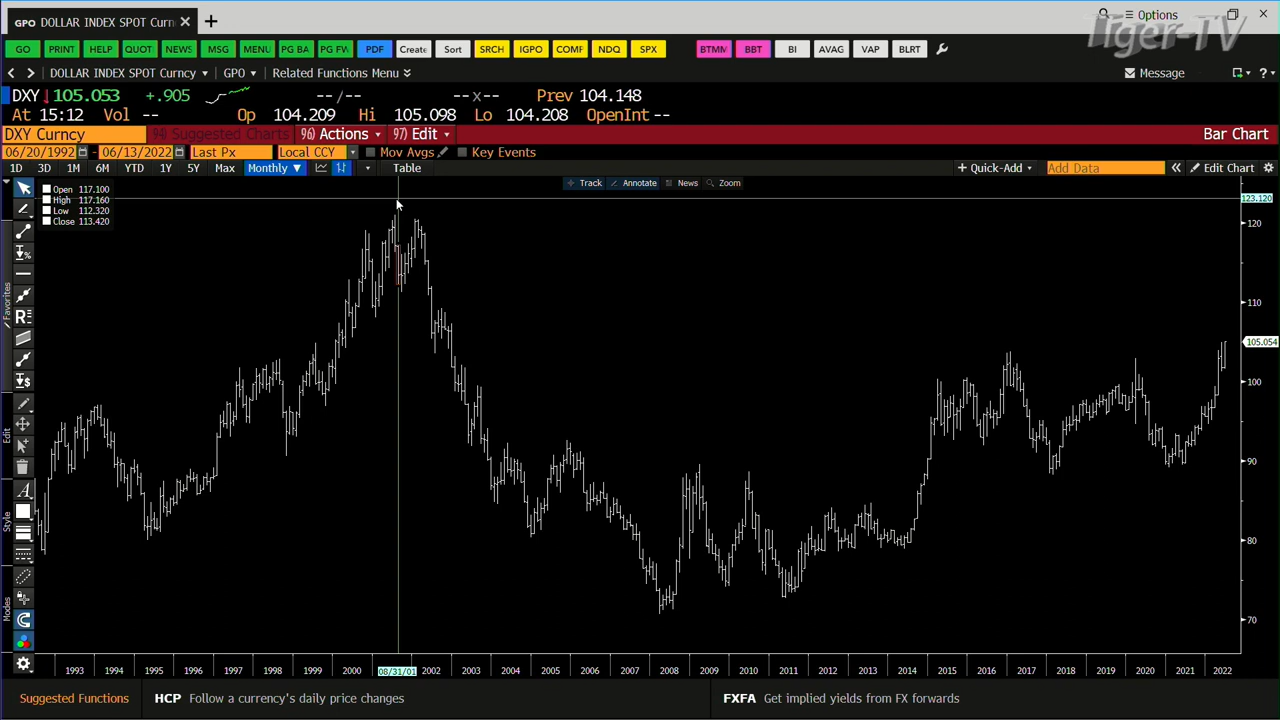 GPO DOLLAR INDEX SPOT Curn × +
Options
Tiger-TV
GO PRINT HELP QUOT NEWS MSG MENU PG BA PG FW PDF Create Sort SRCH IGPO COMF NDQ SPX BTMM BBT BI AVAG VAP BLRT
DOLLAR INDEX SPOT Curncy GPO Related Functions Menu Message ?
DXY 105.053 +.905 --/-- --x-- Prev 104.148
At 15:12 Vol -- Op 104.209 Hi 105.098 Lo 104.208 OpenInt --
DXY Curncy 94) Suggested Charts 96) Actions 97) Edit Bar Chart
06/20/1992 - 06/13/2022 Last Px Local CCY Mov Avgs Key Events
1D 3D 1M 6M YTD 1Y 5Y Max Monthly Table + Quick-Add Add Data Edit Chart
Track Annotate News Zoom
Open 117.100
High 117.160
Low 112.320
Close 113.420
123.120
120
110
105.054
100
90
80
70
Favorites
Edit
Style
Modes
1993 1994 1995 1996 1997 1998 1999 2000 08/31/01 2002 2003 2004 2005 2006 2007 2008 2009 2010 2011 2012 2013 2014 2015 2016 2017 2018 2019 2020 2021 2022
Suggested Functions HCP Follow a currency's daily price changes FXFA Get implied yields from FX forwards